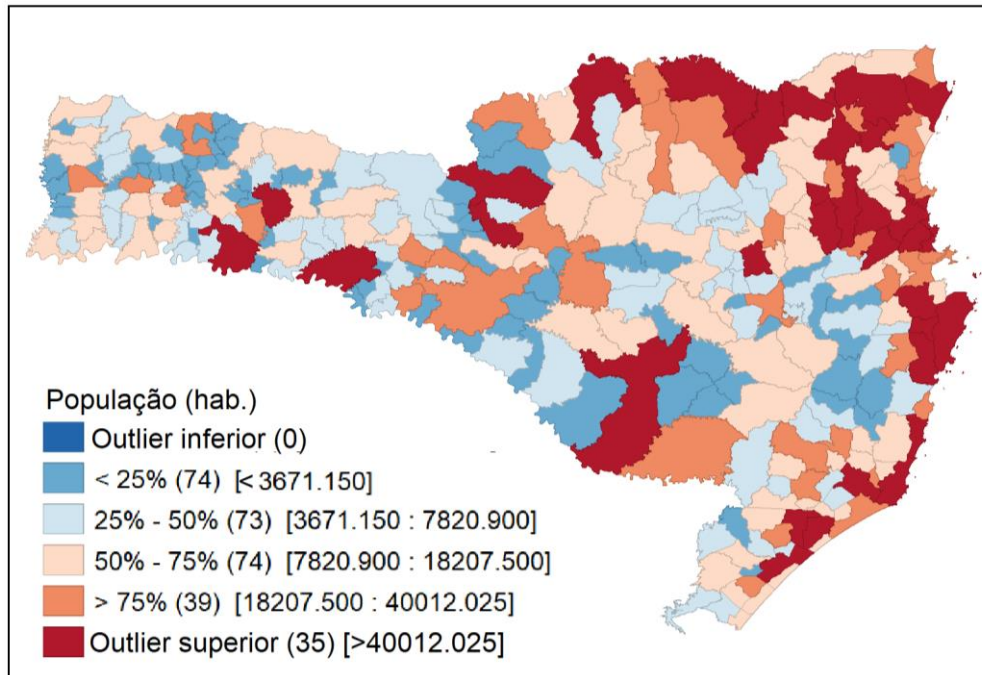 População (hab.)
Outlier inferior (0)
< 25% (74) [< 3671.150]
25% - 50% (73) [3671.150 : 7820.900]
50% - 75% (74) [7820.900 : 18207.500]
> 75% (39) [18207.500 : 40012.025]
Outlier superior (35) [>40012.025]